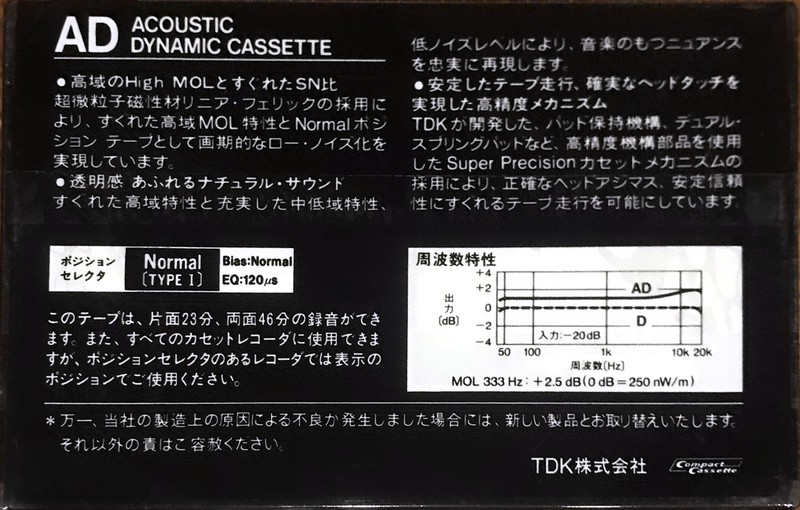 AD ACOUSTIC
DYNAMIC CASSETTE
●高域のHigh MOLとすぐれたSN比
超微粒子磁性材リニア・フェリックの採用に
より、すぐれた高域MOL特性とNormalポジ
ション テープとして画期的なロー・ノイズ化を
実現しています。
●透明感 あふれるナチュラル・サウンド
すぐれた高域特性と充実した中低域特性、
低ノイズレベルにより、音楽のもつニュアンス
を忠実に再現します。
●安定したテープ走行、確実なヘッドタッチを
実現した高精度メカニズム
TDKが開発した、パッド保持機構、デュアル・
スプリングパットなど、高精度機構部品を使用
したSuper Precisionカセットメカニズムの
採用により、正確なヘッドアジマス、安定信頼
性にすぐれるテープ走行を可能にしています。
ポジション
セレクタ
Normal
[TYPE I]
Bias:Normal
EQ:120μs
このテープは、片面23分、両面46分の録音ができ
ます。また、すべてのカセットレコーダに使用できま
すが、ポジションセレクタのあるレコーダでは表示の
ポジションでご使用ください。
周波数特性
出力
(dB)
+4
+2
0
-2
-4
AD
D
入力:-20dB
50 100 1k 10k 20k
周波数[Hz]
MOL 333 Hz: +2.5 dB(0 dB=250 nW/m)
*万一、当社の製造上の原因による不良が発生しました場合には、新しい製品とお取り替えいたします。
それ以外の責はご容赦ください。
TDK株式会社
Compact
Cassette